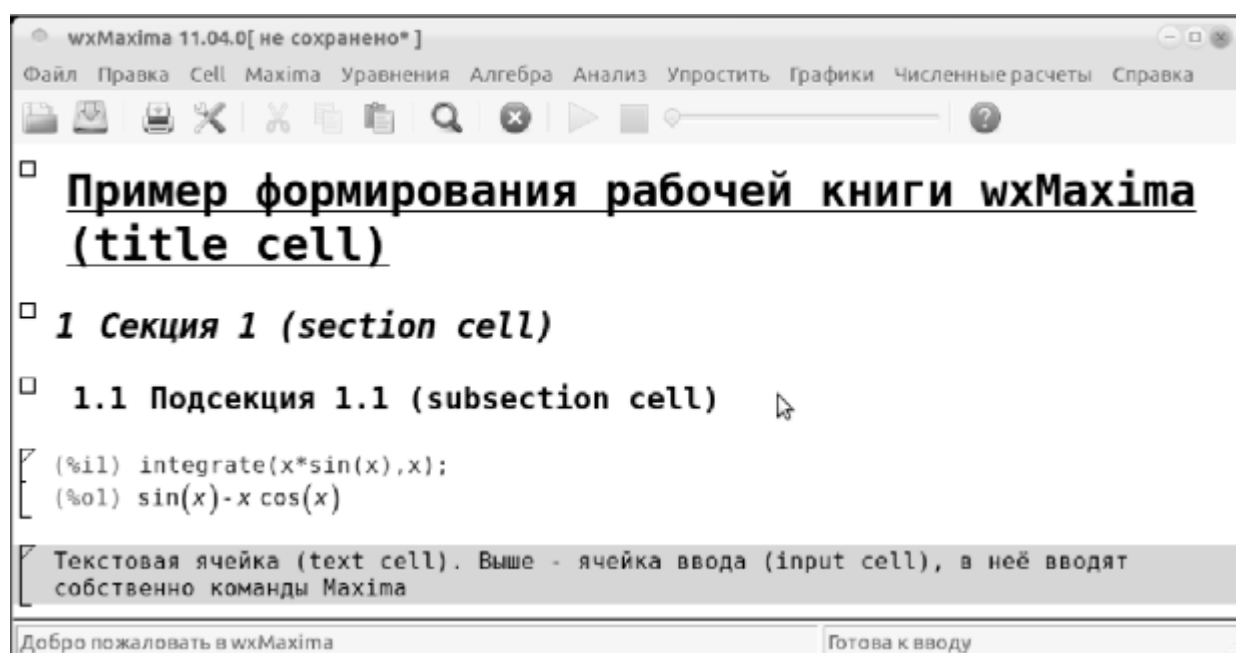 wxMaxima 11.04.0[ не сохранено* ]
Файл Правка Cell Maxima Уравнения Алгебра Анализ Упростить Графики Численные расчеты Справка
Пример формирования рабочей книги wxMaxima
(title cell)
1 Секция 1 (section cell)
1.1 Подсекция 1.1 (subsection cell)
(%i1) integrate(x*sin(x),x);
(%o1) sin(x)-x cos(x)
Текстовая ячейка (text cell). Выше - ячейка ввода (input cell), в неё вводят
собственно команды Maxima
Добро пожаловать в wxMaxima Готова к вводу